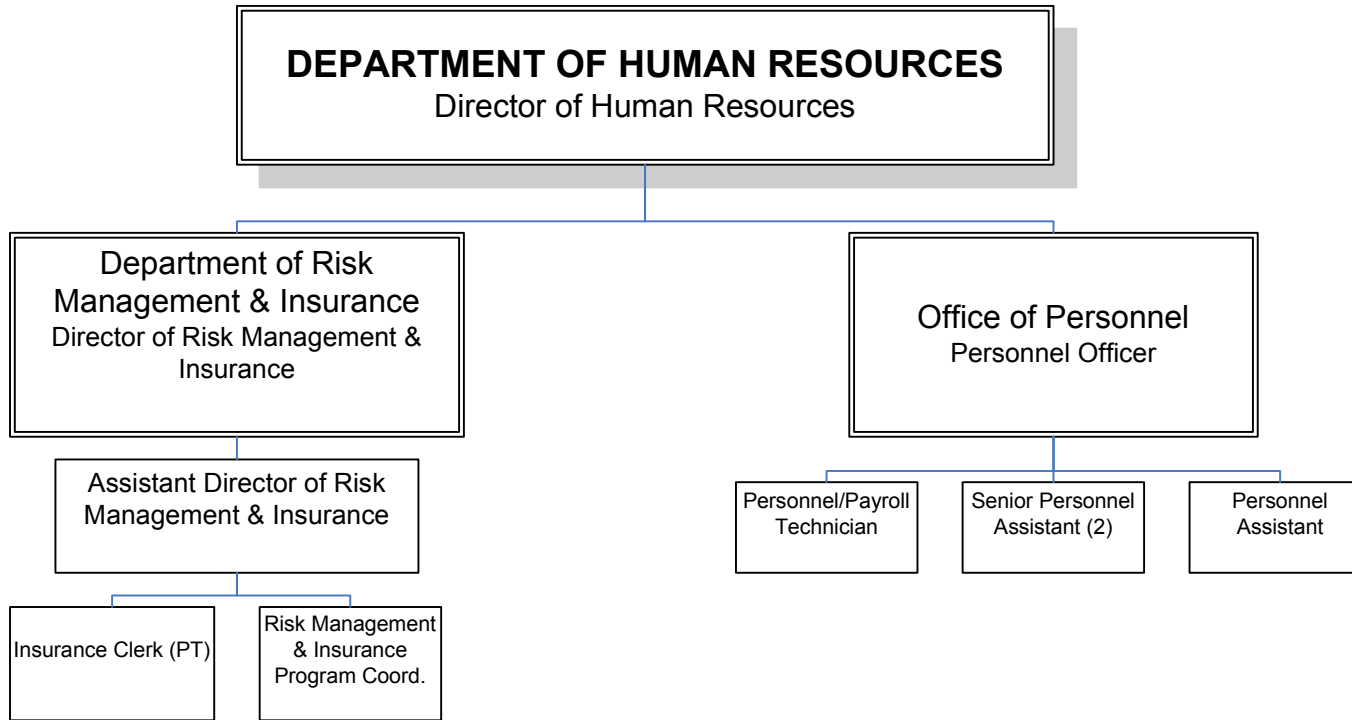 DEPARTMENT OF HUMAN RESOURCES
Director of Human Resources
Department of Risk
Management & Insurance
Director of Risk Management &
Insurance
Office of Personnel
Personnel Officer
Assistant Director of Risk
Management & Insurance
Personnel/Payroll
Technician
Senior Personnel
Assistant (2)
Personnel
Assistant
Insurance Clerk (PT)
Risk Management
& Insurance
Program Coord.